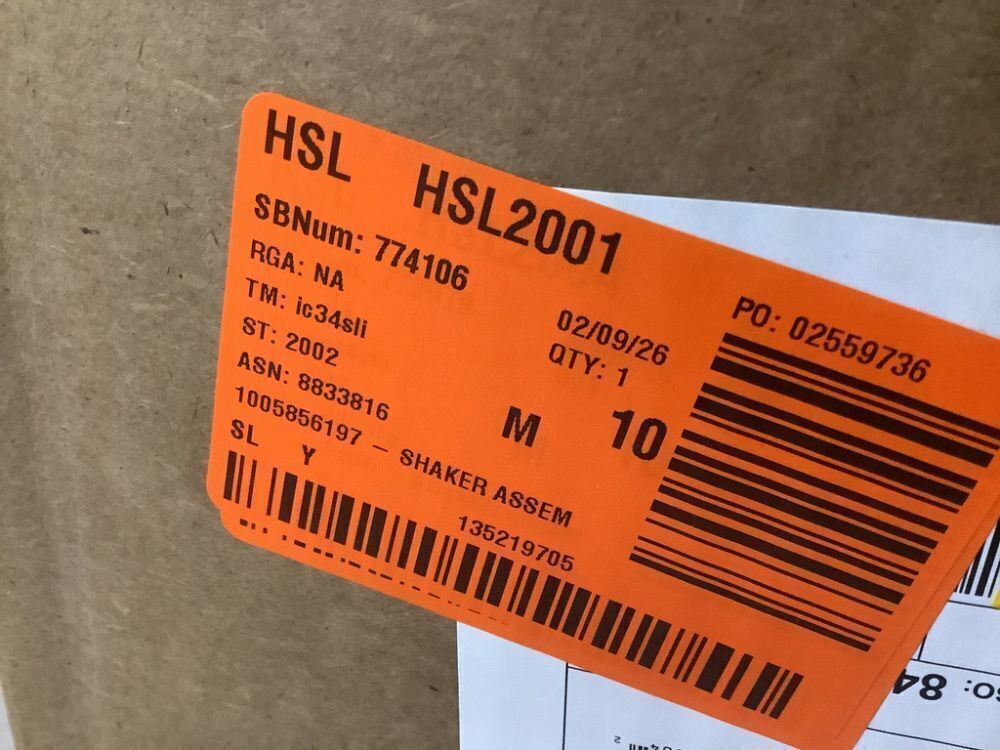 HSL HSL2001
SBNum: 774106
RGA: NA
TM: ic34sli
ST: 2002
ASN: 8833816
02/09/26
QTY: 1
PO: 02559736
M 10
1005856197 – SHAKER ASSEM
SL Y
135219705